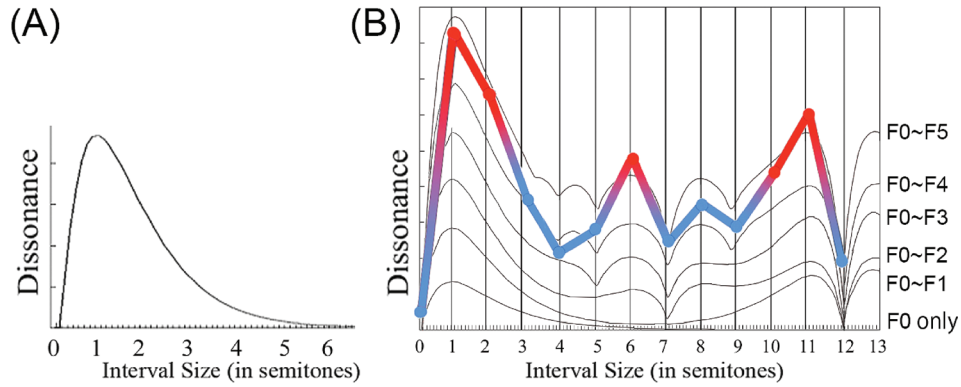 (A)
Dissonance
0 1 2 3 4 5 6
Interval Size (in semitones)
(B)
Dissonance
F0~F5
F0~F4
F0~F3
F0~F2
F0~F1
F0 only
0 1 2 3 4 5 6 7 8 9 10 11 12 13
Interval Size (in semitones)